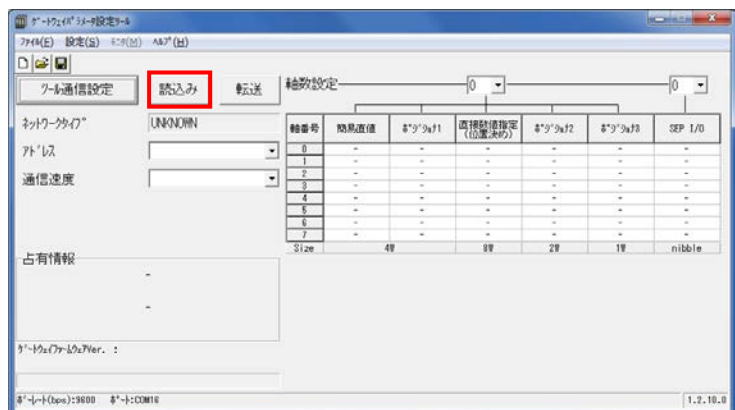 ｹﾞｰﾄｳｪｲﾊﾟﾗﾒｰﾀ設定ﾂｰﾙ
ﾌｧｲﾙ(F) 設定(S) ﾓﾆﾀ(M) ﾍﾙﾌﾟ(H)
ﾂｰﾙ通信設定 読込み 転送 軸数設定 0 0
ﾈｯﾄﾜｰｸﾀｲﾌﾟ UNKNOWN
ｱﾄﾞﾚｽ
通信速度
軸番号 簡易直値 ﾎﾟｼﾞｼｮﾅ1 直接数値指定(位置決め) ﾎﾟｼﾞｼｮﾅ2 ﾎﾟｼﾞｼｮﾅ3 SEP I/O
0 - - - - - -
1 - - - - - -
2 - - - - - -
3 - - - - - -
4 - - - - - -
5 - - - - - -
6 - - - - - -
7 - - - - - -
Size 4W 8W 2W 1W nibble
占有情報
-
-
ｹﾞｰﾄｳｪｲﾌｧｰﾑｳｪｱVer. :
ﾎﾞｰﾚｰﾄ(bps):9600 ﾎﾟｰﾄ:COM16 1.2.10.0